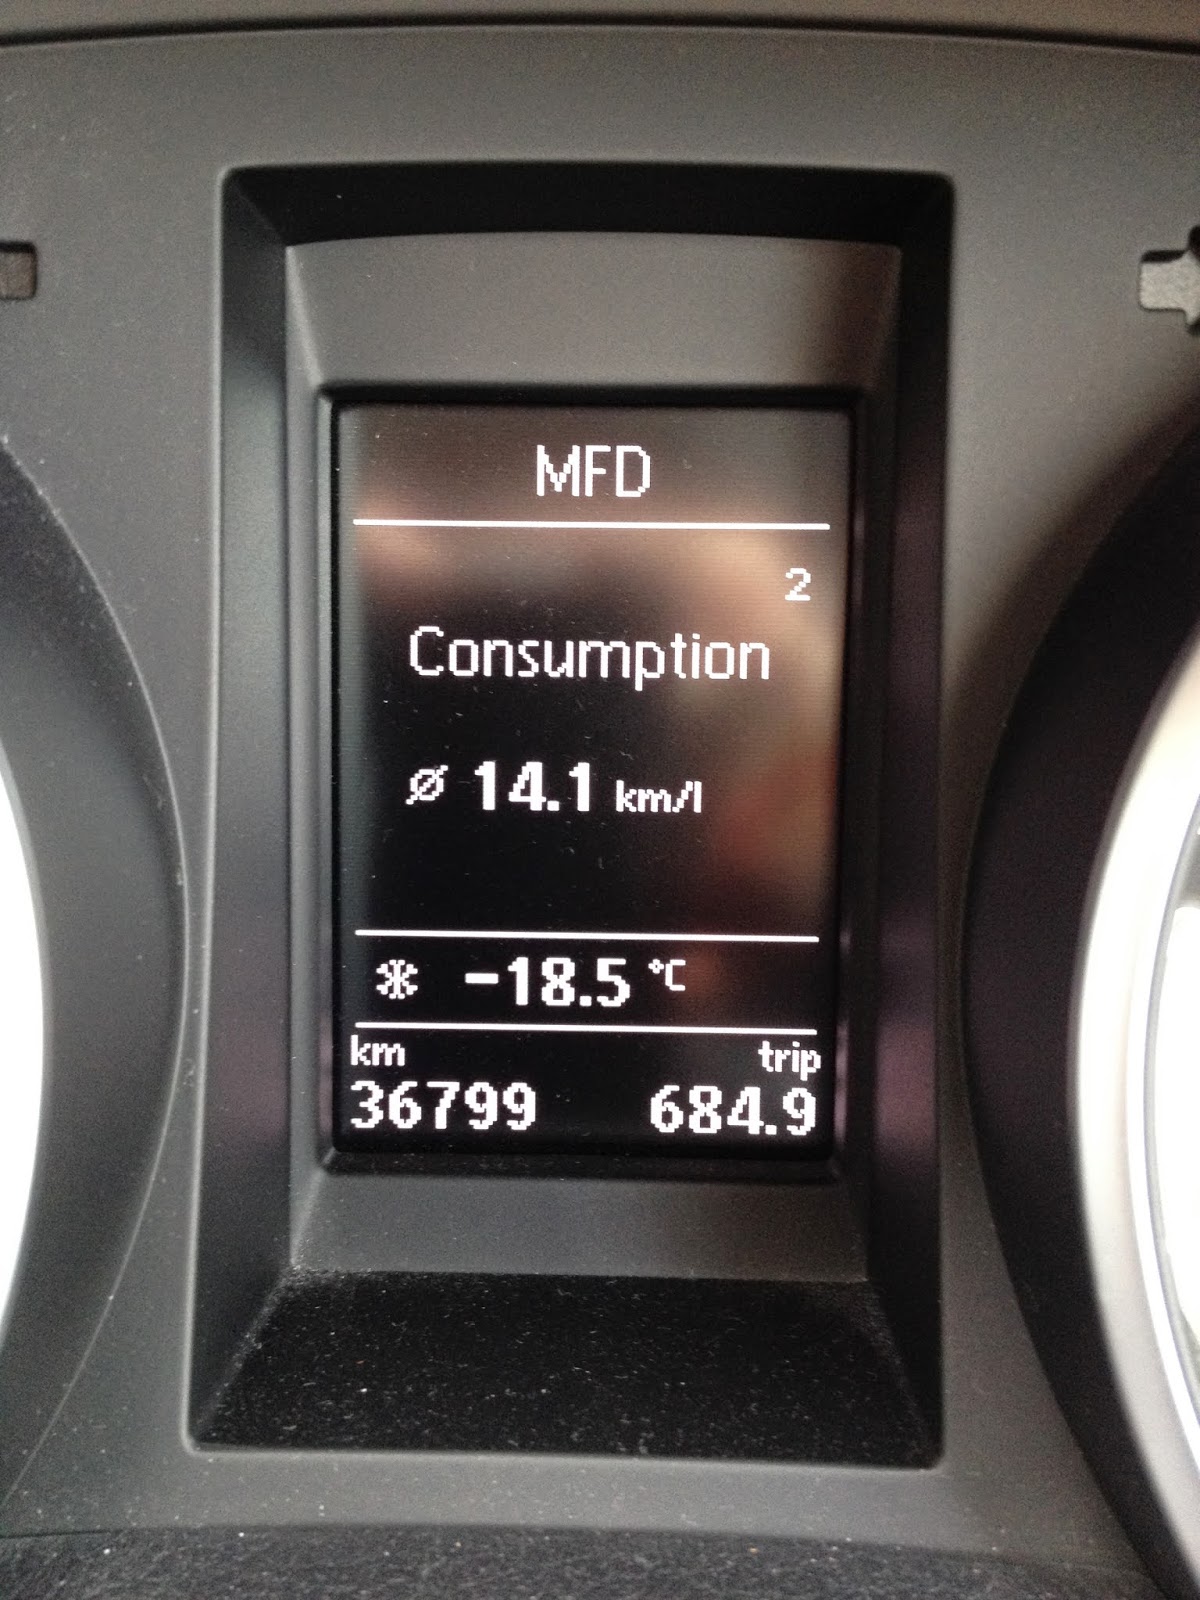 MFD
2
Consumption
Ø 14.1 km/l
-18.5 °C
km trip
36799 684.9